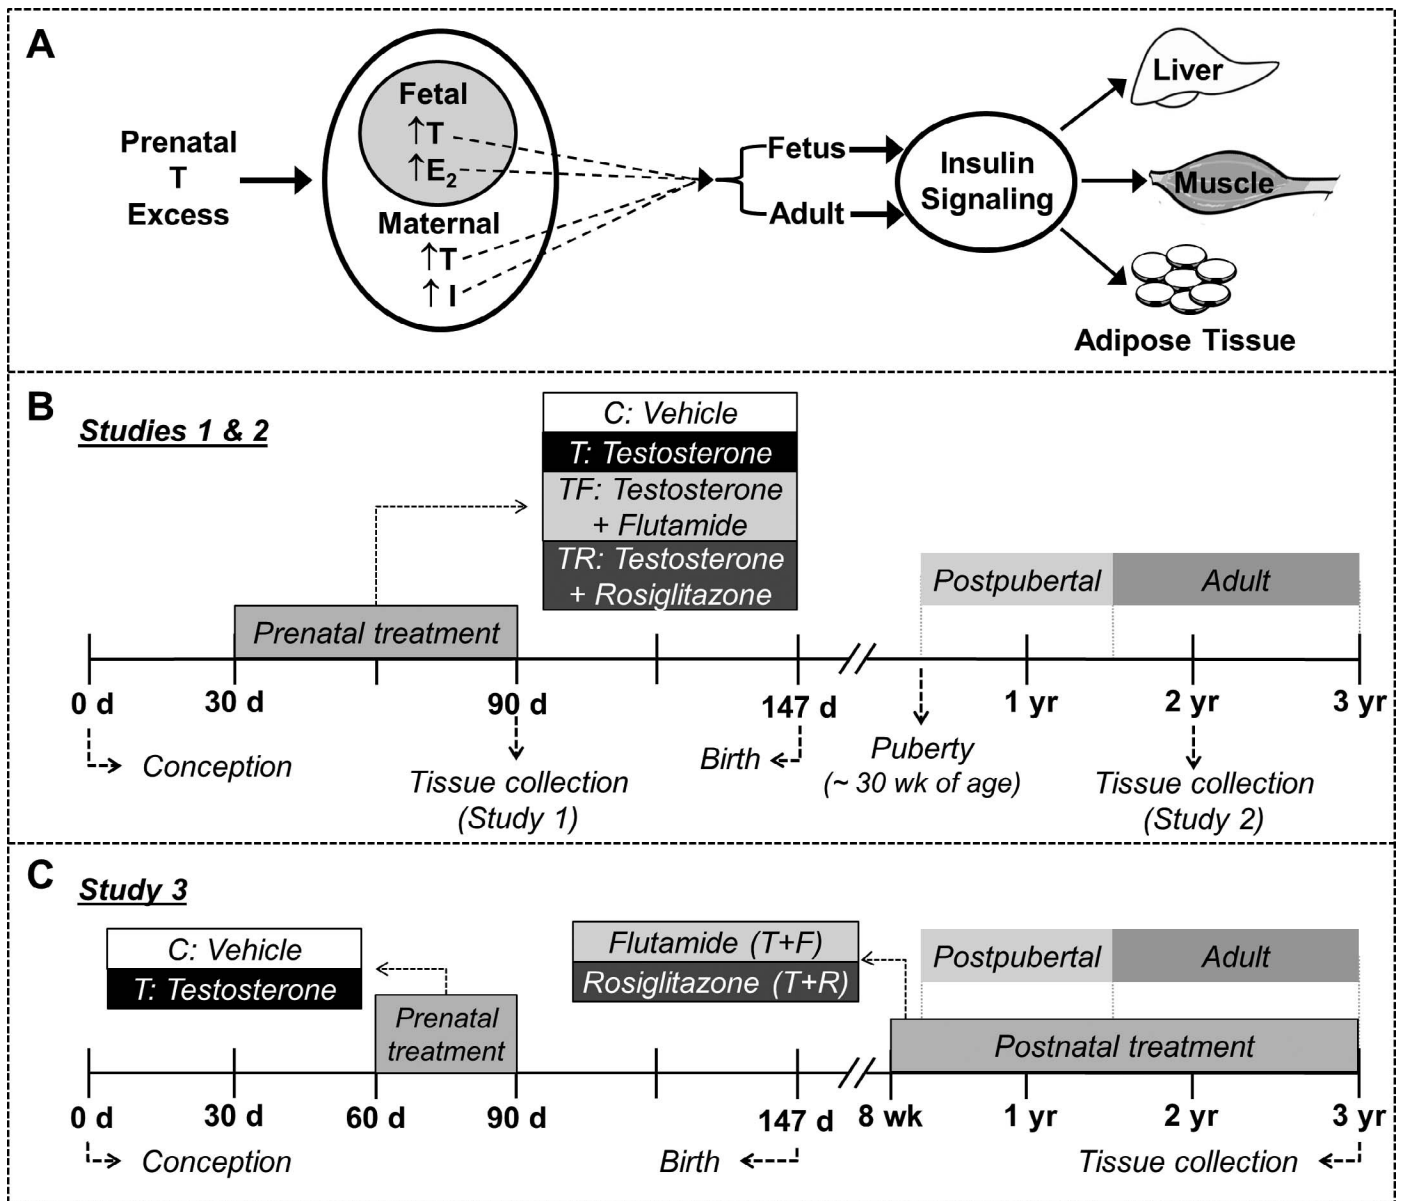 A
Prenatal
T
Excess
Fetal
↑T
↑E2
Maternal
↑T
↑I
Fetus
Adult
Insulin
Signaling
Liver
Muscle
Adipose Tissue
B
Studies 1 & 2
C: Vehicle
T: Testosterone
TF: Testosterone
+ Flutamide
TR: Testosterone
+ Rosiglitazone
Prenatal treatment
Postpubertal
Adult
0 d
30 d
90 d
147 d
1 yr
2 yr
3 yr
Conception
Tissue collection
(Study 1)
Birth
Puberty
(~ 30 wk of age)
Tissue collection
(Study 2)
C
Study 3
C: Vehicle
T: Testosterone
Prenatal
treatment
Flutamide (T+F)
Rosiglitazone (T+R)
Postpubertal
Adult
Postnatal treatment
0 d
30 d
60 d
90 d
147 d
8 wk
1 yr
2 yr
3 yr
Conception
Birth
Tissue collection